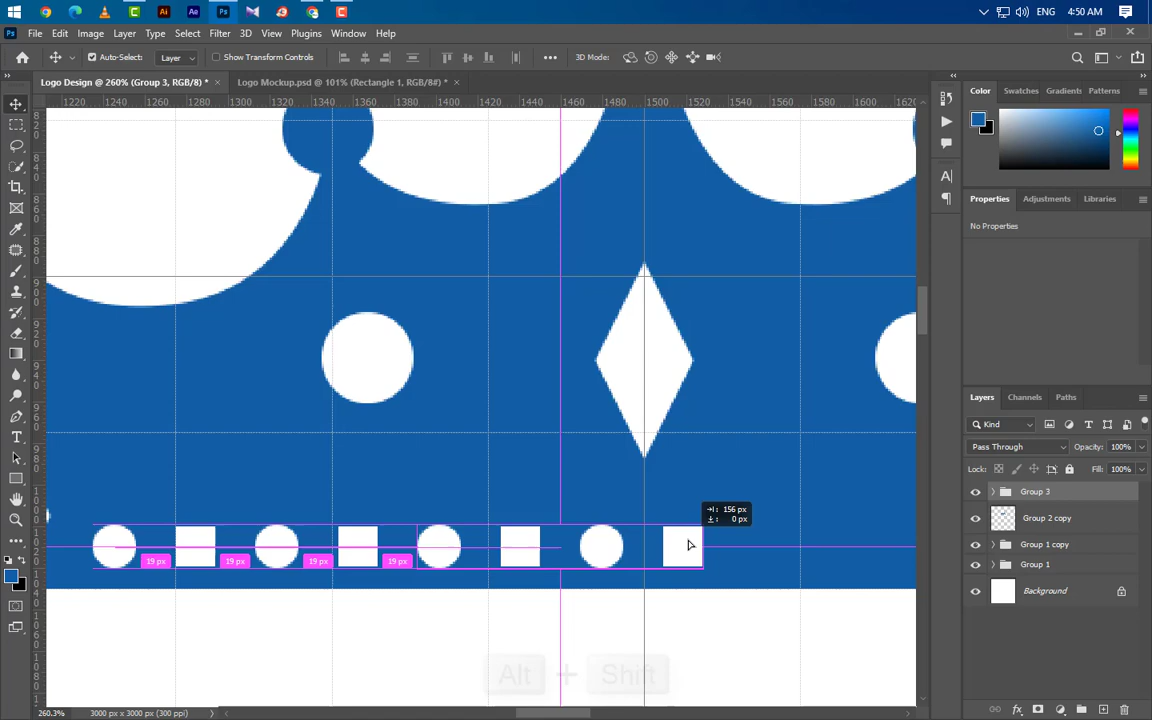 ENG 4:50 AM
File Edit Image Layer Type Select Filter 3D View Plugins Window Help
Auto-Select: Layer Show Transform Controls 3D Mode:
Logo Design @ 260% (Group 3, RGB/8) * × Logo Mockup.psd @ 101% (Rectangle 1, RGB/8#) * ×
1220 1240 1260 1280 1300 1320 1340 1360 1380 1400 1420 1440 1460 1480 1500 1520 1540 1560 1580 1600 1620
Color Swatches Gradients Patterns
Properties Adjustments Libraries
No Properties
Layers Channels Paths
Kind
Pass Through Opacity: 100%
Lock: Fill: 100%
Group 3
156 px
0 px
Group 2 copy
Group 1 copy
19 px 19 px 19 px 19 px
Group 1
Background
Alt + Shift
260.3% 3000 px x 3000 px (300 ppi)